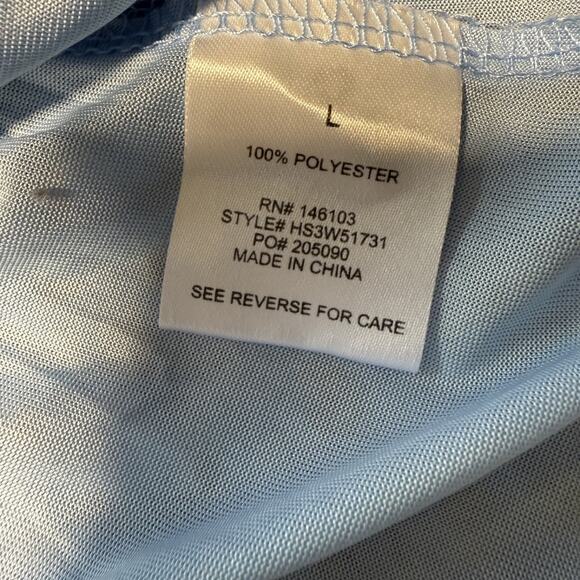 L
100% POLYESTER
RN# 146103
STYLE# HS3W51731
PO# 205090
MADE IN CHINA
SEE REVERSE FOR CARE